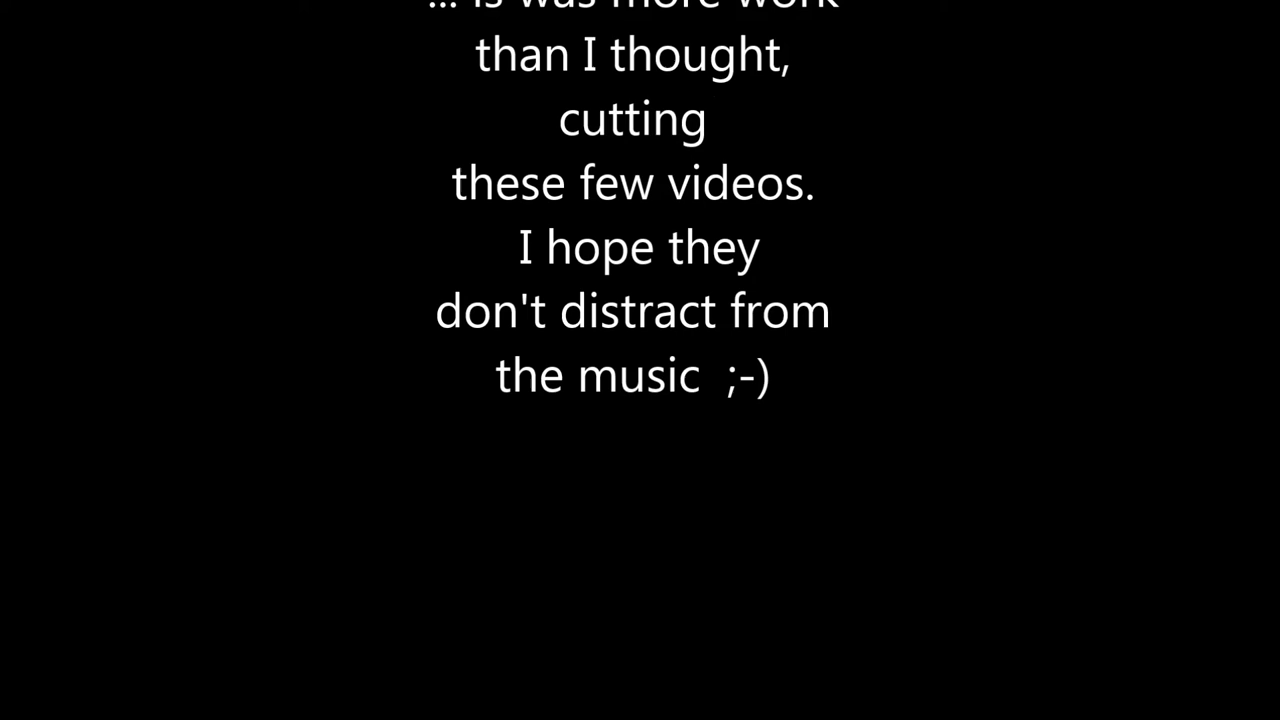 ... is was more work
than I thought,
cutting
these few videos.
I hope they
don't distract from
the music  ;-)